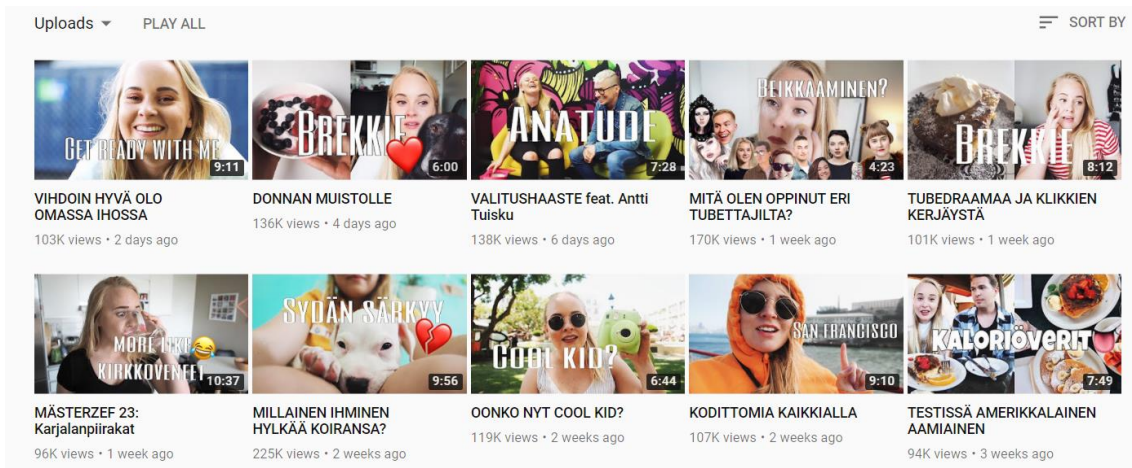 Uploads PLAY ALL SORT BY
GET READY WITH ME
9:11
BREKKIE
6:00
ANATUDE
7:28
BEIKKAAMINEN?
4:23
BREKKIE
8:12
VIHDOIN HYVÄ OLO
OMASSA IHOSSA
103K views • 2 days ago
DONNAN MUISTOLLE
136K views • 4 days ago
VALITUSHAASTE feat. Antti
Tuisku
138K views • 6 days ago
MITÄ OLEN OPPINUT ERI
TUBETTAJILTA?
170K views • 1 week ago
TUBEDRAAMAA JA KLIKKIEN
KERJÄYSTÄ
101K views • 1 week ago
MORE LIKE
KIRKKOVENEET
10:37
SYDÄN SÄRKYY
9:56
COOL KID?
6:44
SAN FRANCISCO
9:10
KALORIÖVERIT
7:49
MÄSTERZEF 23:
Karjalanpiirakat
96K views • 1 week ago
MILLAINEN IHMINEN
HYLKÄÄ KOIRANSA?
225K views • 2 weeks ago
OONKO NYT COOL KID?
119K views • 2 weeks ago
KODITTOMIA KAIKKIALLA
107K views • 2 weeks ago
TESTISSÄ AMERIKKALAINEN
AAMIAINEN
94K views • 3 weeks ago